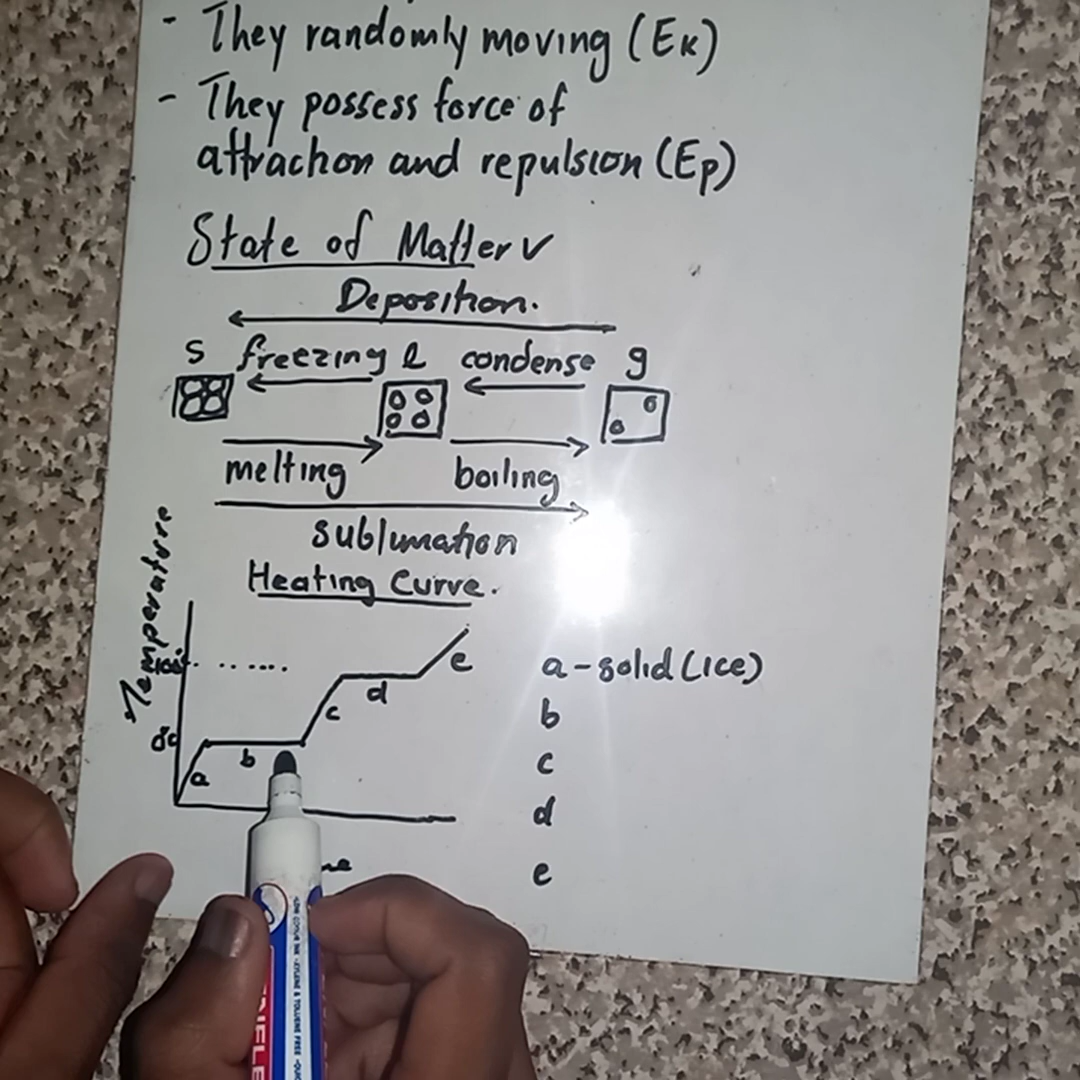 - They randomly moving (Ek)
- They possess force of
attraction and repulsion (Ep)
State of Matter
Deposition.
s freezing l condense g
melting boiling
sublimation
Heating Curve.
Temperature
e a - solid (ice)
d
c b
0c
b c
a
d
e